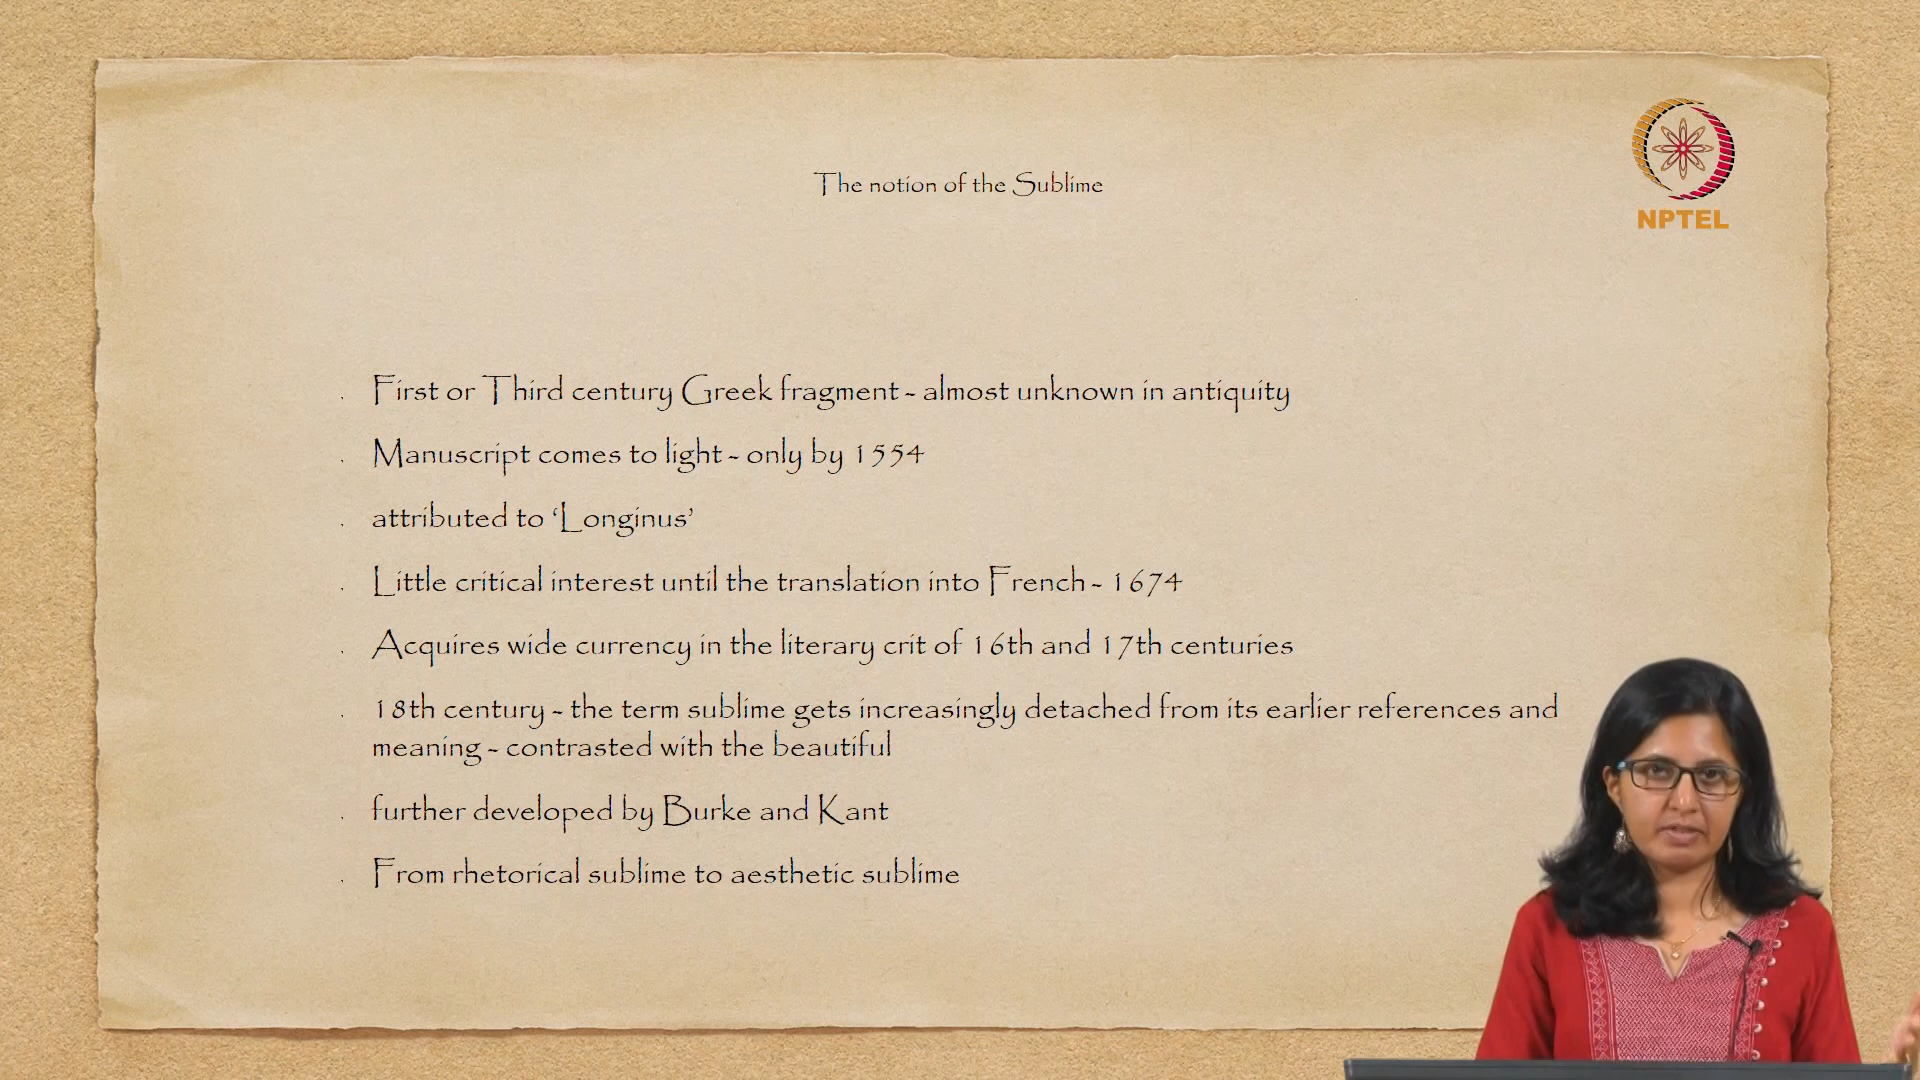 The notion of the Sublime
NPTEL
First or Third century Greek fragment - almost unknown in antiquity
Manuscript comes to light - only by 1554
attributed to ‘Longinus’
Little critical interest until the translation into French - 1674
Acquires wide currency in the literary crit of 16th and 17th centuries
18th century - the term sublime gets increasingly detached from its earlier references and
meaning - contrasted with the beautiful
further developed by Burke and Kant
From rhetorical sublime to aesthetic sublime